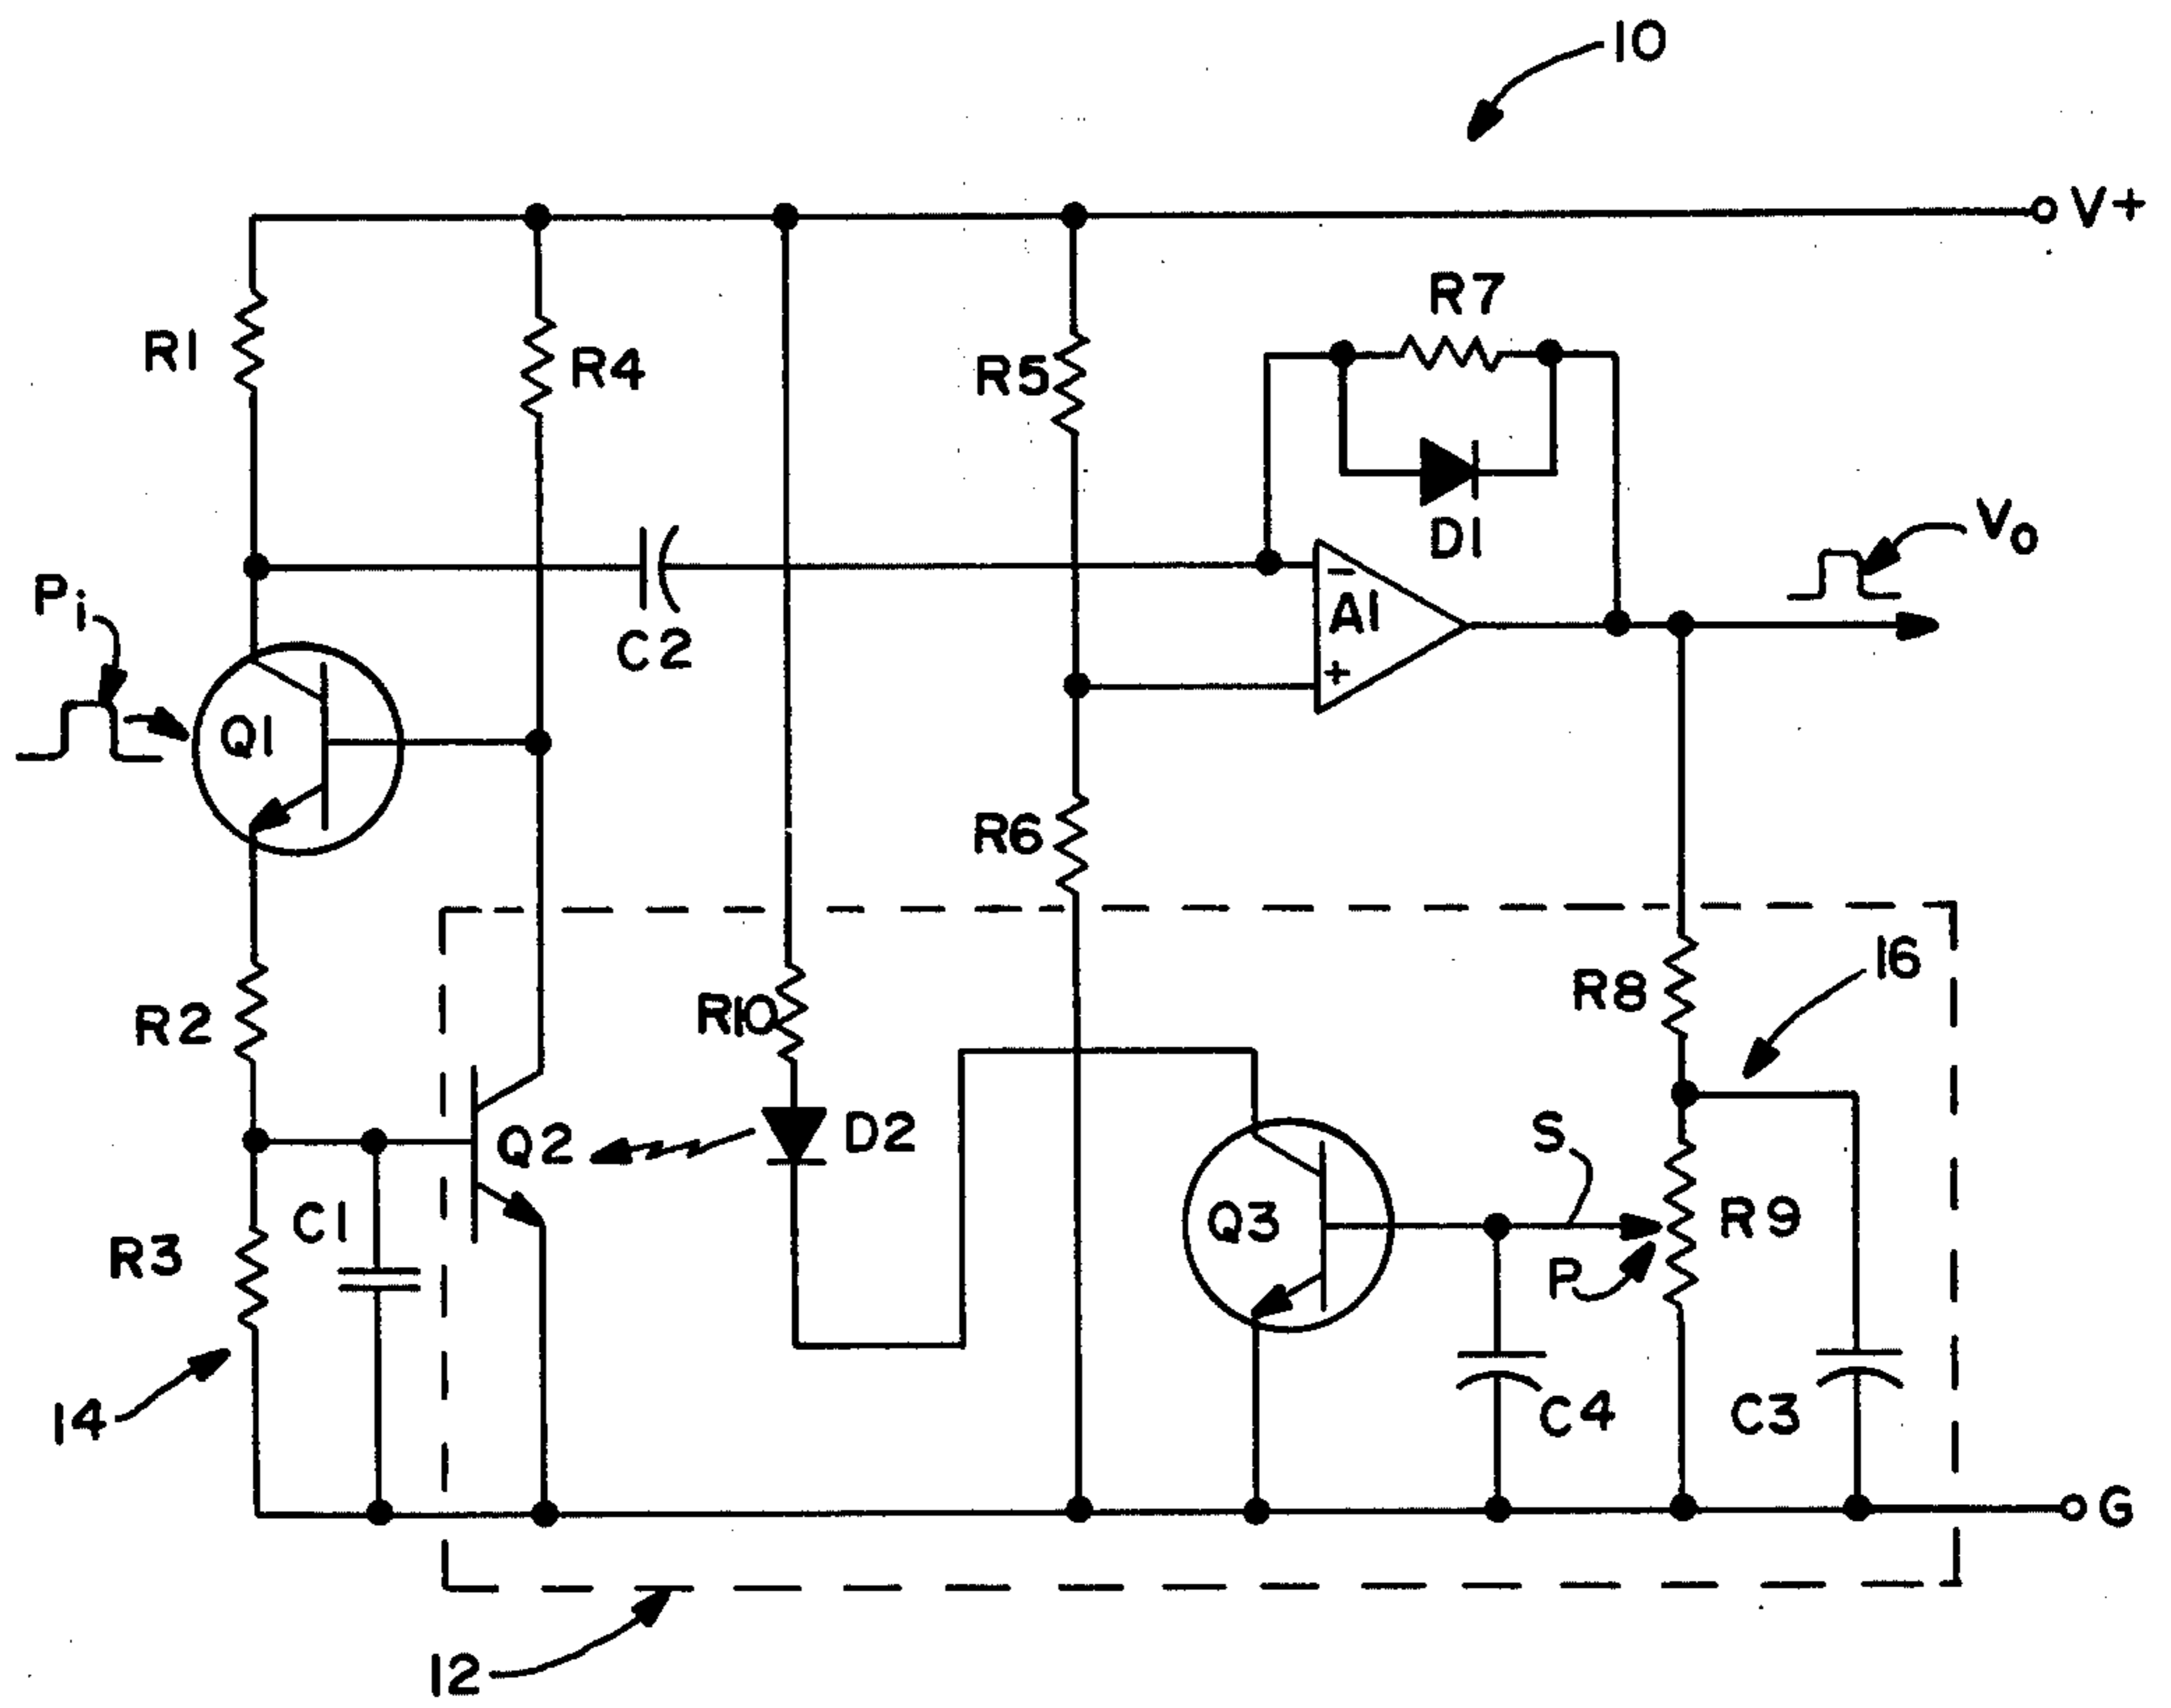 10
V+
R7
R1
R4
R5
D1
Vo
Pi
C2
−
A1
+
Q1
R6
16
R8
R2
R10
S
D2
Q2
C1
Q3
R9
R3
P
14
C4
C3
G
12